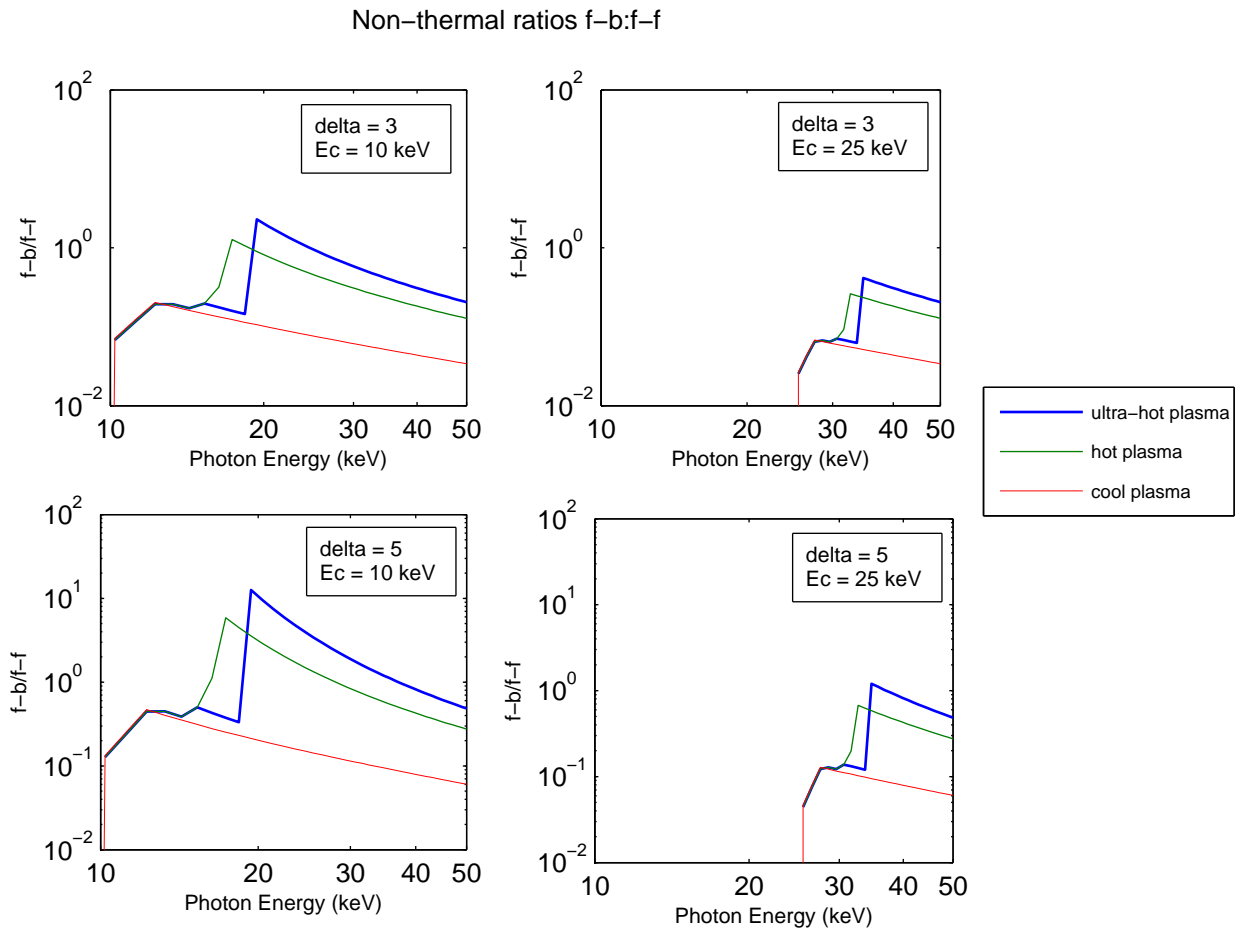 Non−thermal ratios f−b:f−f
10^2
10^0
10^−2
f−b/f−f
delta = 3
Ec = 10 keV
10 20 30 40 50
Photon Energy (keV)
10^2
10^0
10^−2
f−b/f−f
delta = 3
Ec = 25 keV
10 20 30 40 50
Photon Energy (keV)
ultra−hot plasma
hot plasma
cool plasma
10^2
10^1
10^0
10^−1
10^−2
f−b/f−f
delta = 5
Ec = 10 keV
10 20 30 40 50
Photon Energy (keV)
10^2
10^1
10^0
10^−1
10^−2
f−b/f−f
delta = 5
Ec = 25 keV
10 20 30 40 50
Photon Energy (keV)